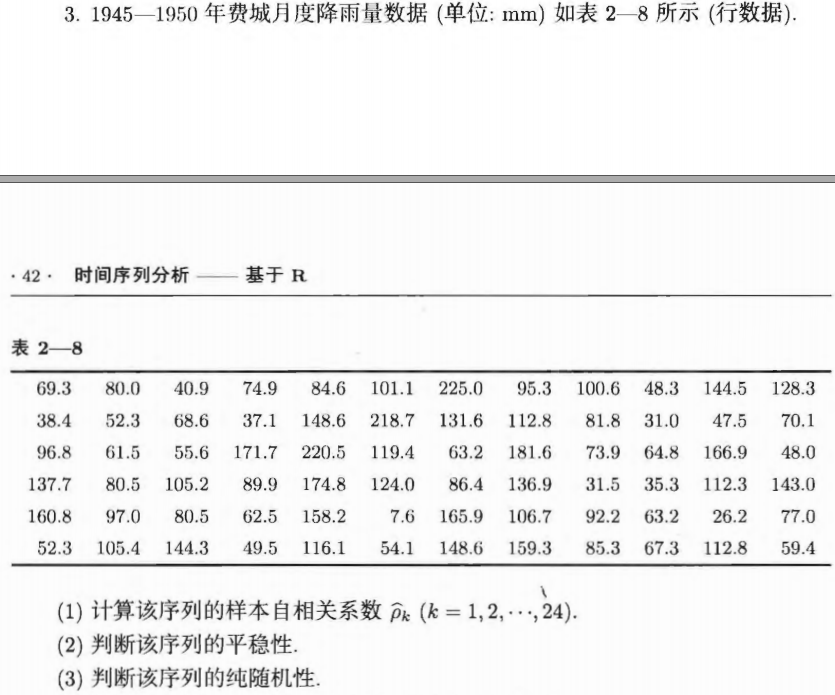 3. 1945—1950 年费城月度降雨量数据 (单位: mm) 如表 2—8 所示 (行数据).
· 42 · 时间序列分析 —— 基于 R
表 2—8
69.3 80.0 40.9 74.9 84.6 101.1 225.0 95.3 100.6 48.3 144.5 128.3
38.4 52.3 68.6 37.1 148.6 218.7 131.6 112.8 81.8 31.0 47.5 70.1
96.8 61.5 55.6 171.7 220.5 119.4 63.2 181.6 73.9 64.8 166.9 48.0
137.7 80.5 105.2 89.9 174.8 124.0 86.4 136.9 31.5 35.3 112.3 143.0
160.8 97.0 80.5 62.5 158.2 7.6 165.9 106.7 92.2 63.2 26.2 77.0
52.3 105.4 144.3 49.5 116.1 54.1 148.6 159.3 85.3 67.3 112.8 59.4
(1) 计算该序列的样本自相关系数 ρ̂ₖ (k = 1, 2, ···, 24).
(2) 判断该序列的平稳性.
(3) 判断该序列的纯随机性.